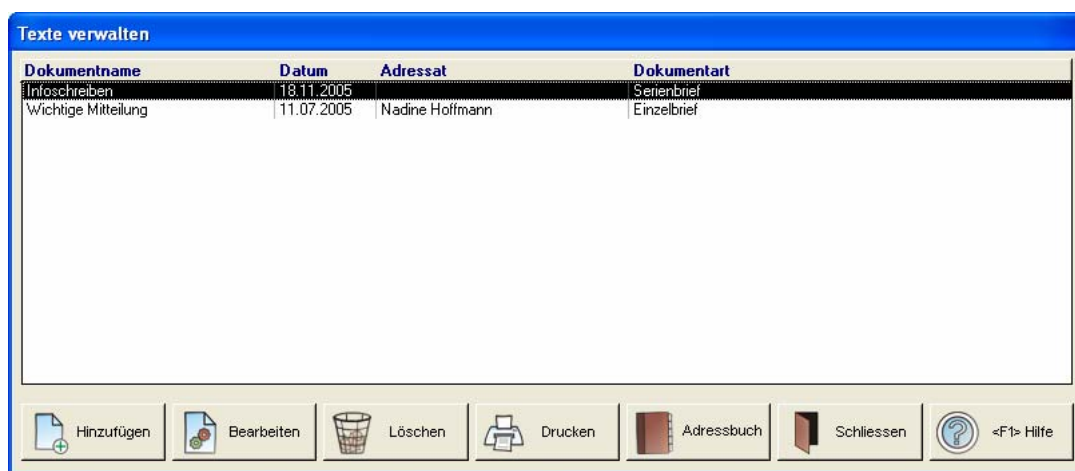 Texte verwalten
Dokumentname Datum Adressat Dokumentart
Infoschreiben 18.11.2005 Serienbrief
Wichtige Mitteilung 11.07.2005 Nadine Hoffmann Einzelbrief
Hinzufügen Bearbeiten Löschen Drucken Adressbuch Schliessen <F1> Hilfe